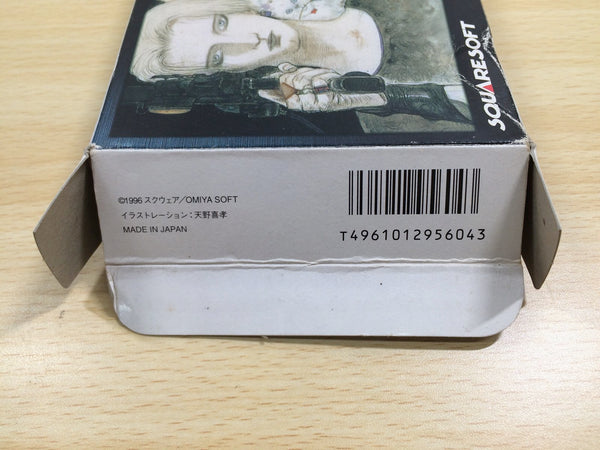 SQUARESOFT
©1996 スクウェア/OMIYA SOFT
イラストレーション:天野喜孝
MADE IN JAPAN
T4961012956043